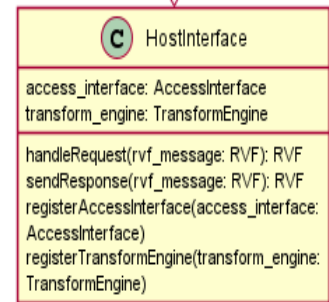 C HostInterface
access_interface: AccessInterface
transform_engine: TransformEngine
handleRequest(rvf_message: RVF): RVF
sendResponse(rvf_message: RVF): RVF
registerAccessInterface(access_interface:
AccessInterface)
registerTransformEngine(transform_engine:
TransformEngine)